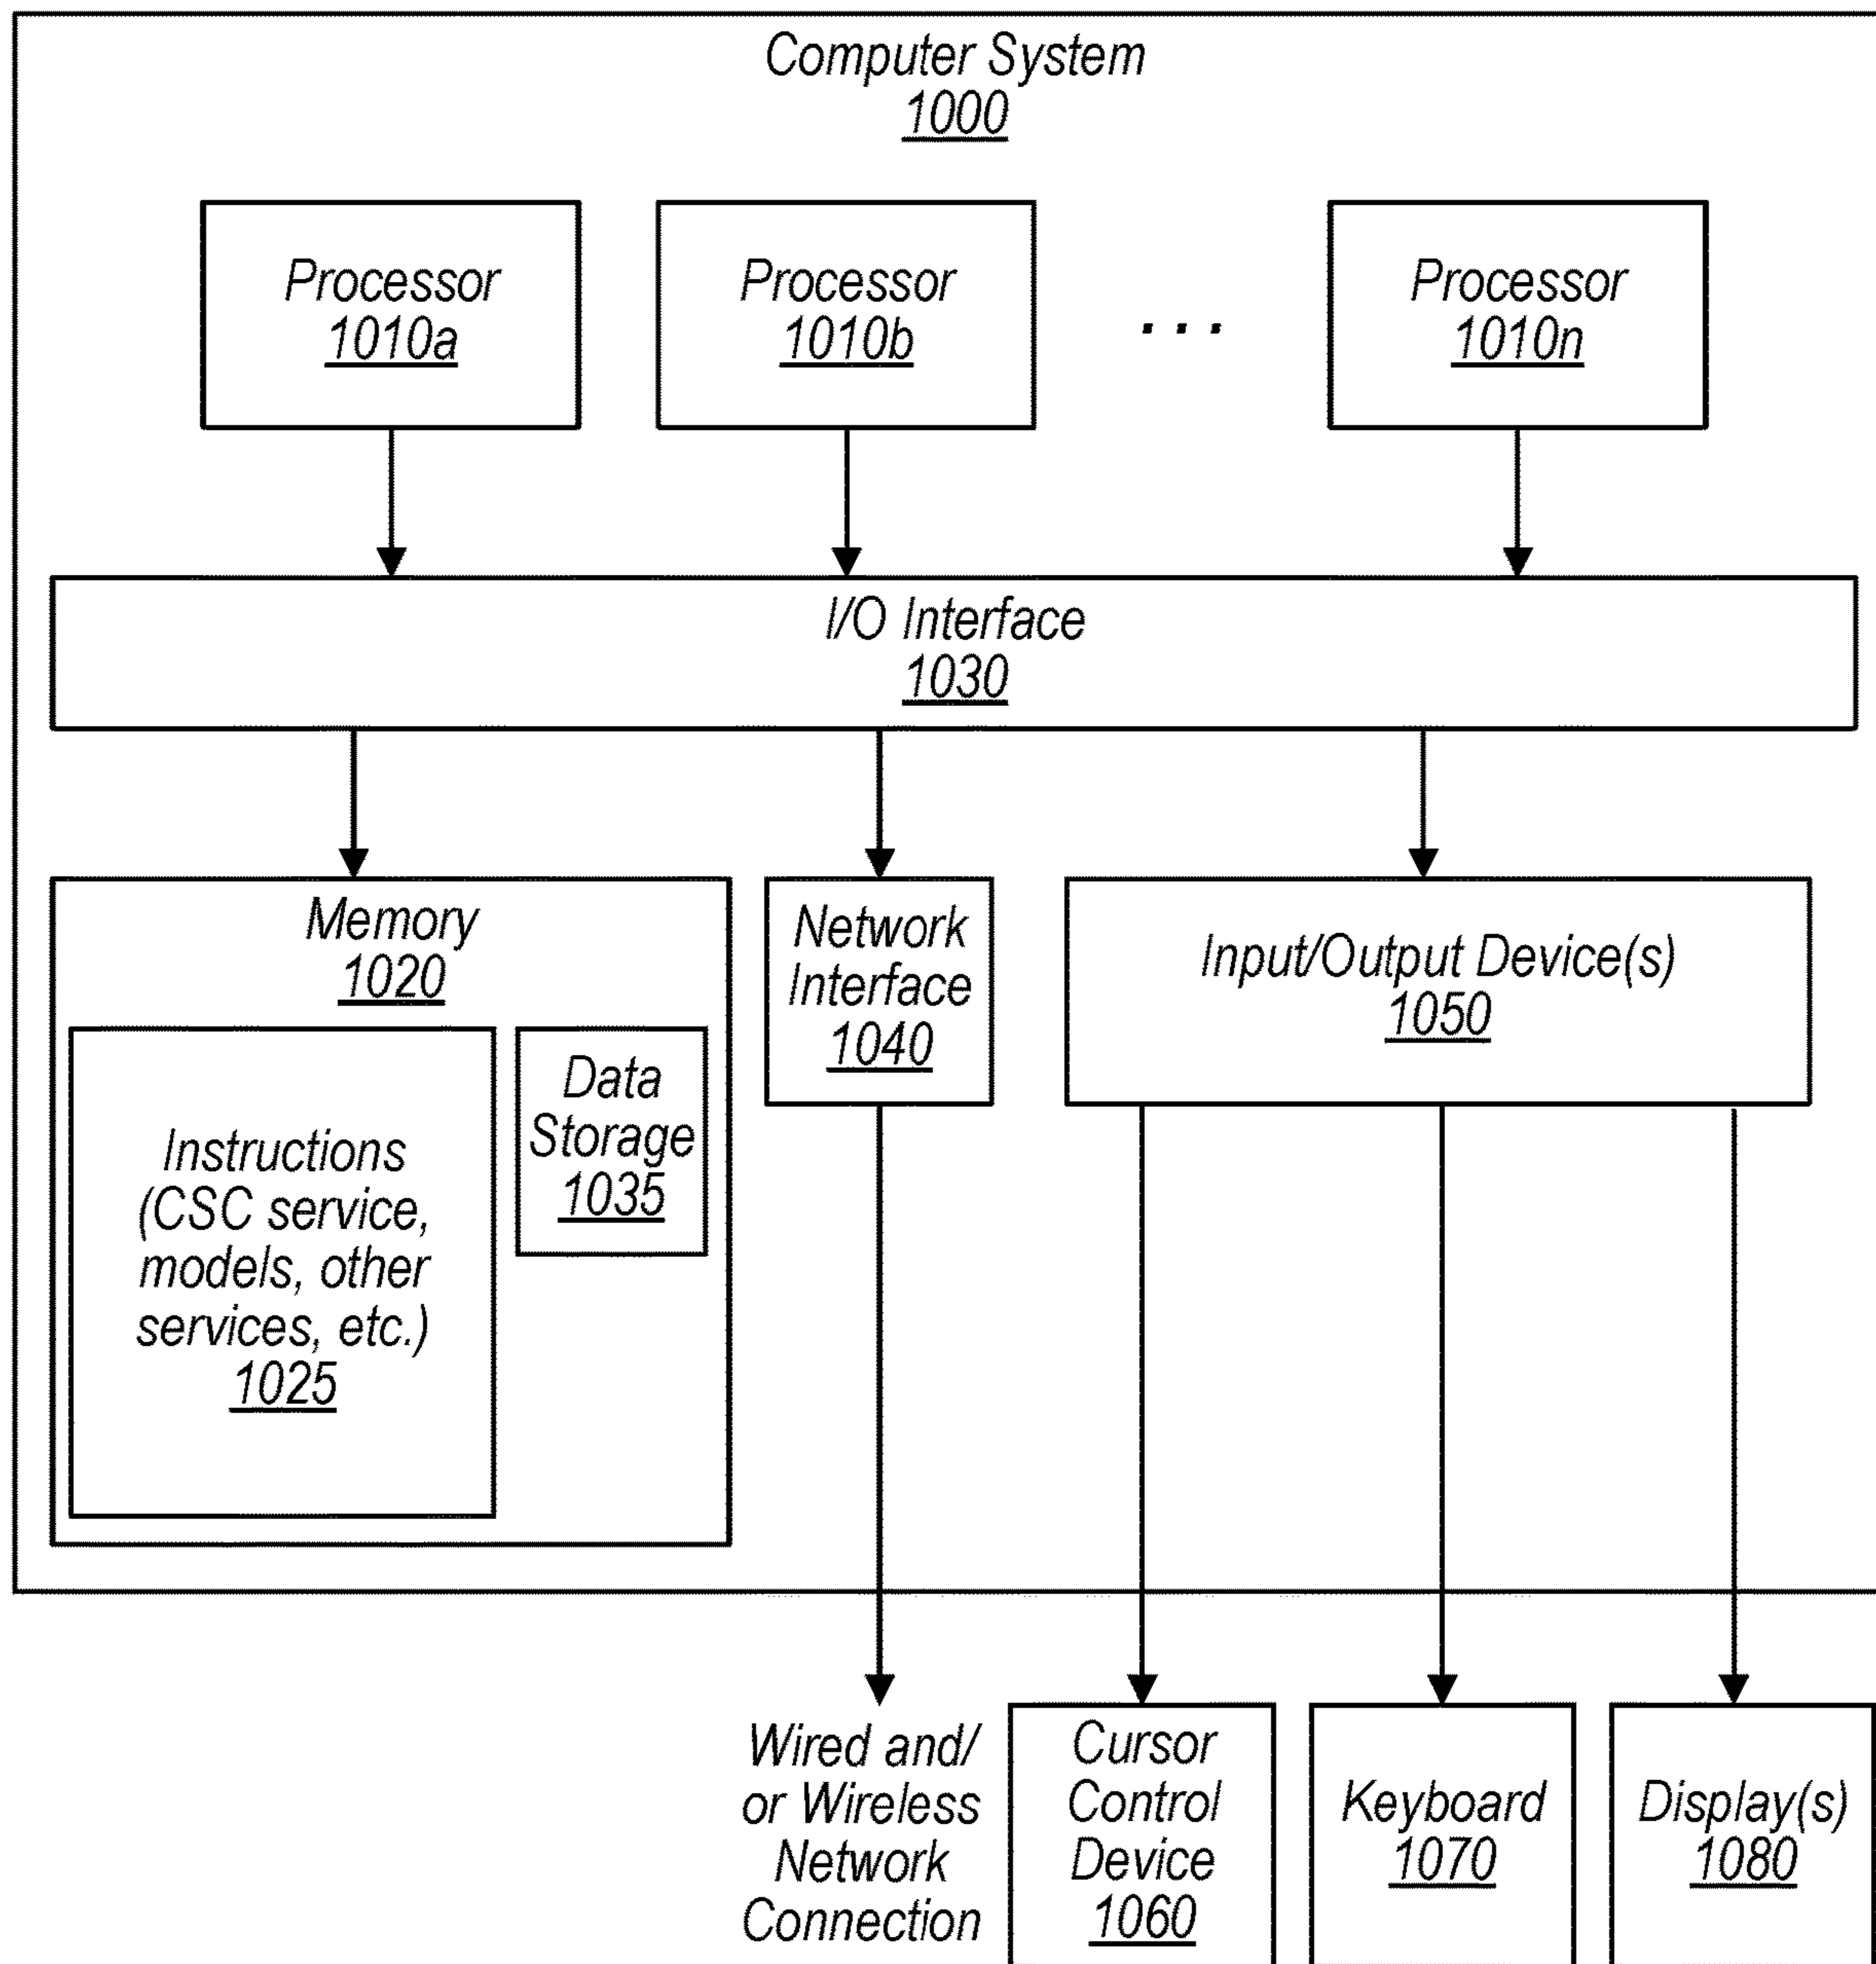 Computer System
1000
Processor
1010a
Processor
1010b
. . .
Processor
1010n
I/O Interface
1030
Memory
1020
Instructions
(CSC service,
models, other
services, etc.)
1025
Data
Storage
1035
Network
Interface
1040
Input/Output Device(s)
1050
Wired and/
or Wireless
Network
Connection
Cursor
Control
Device
1060
Keyboard
1070
Display(s)
1080